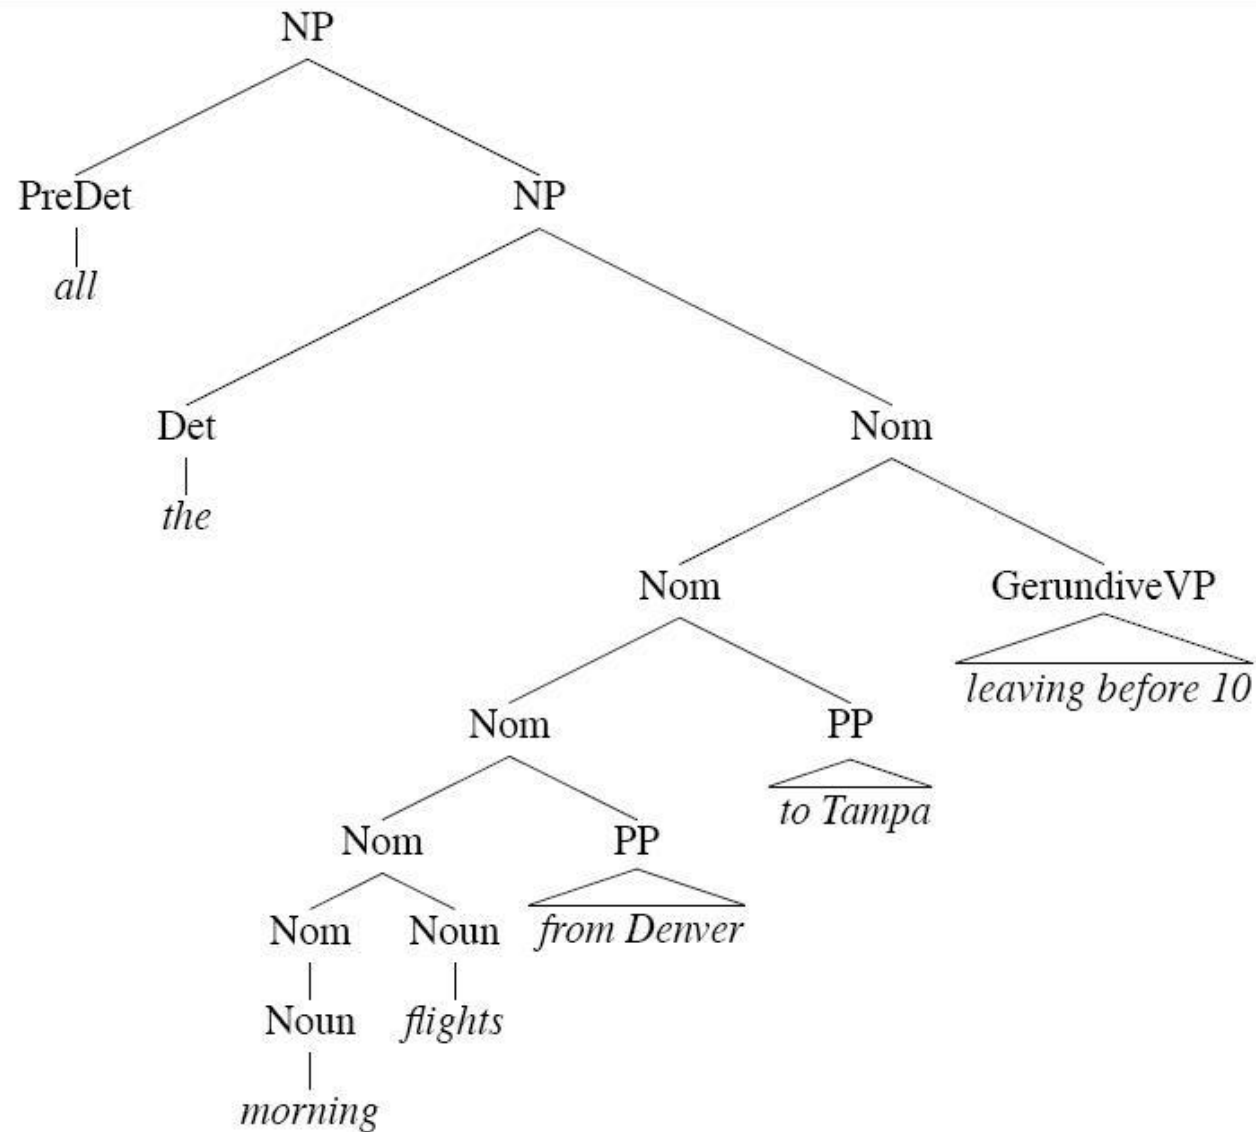 NP
PreDet NP
all
Det Nom
the
Nom GerundiveVP
leaving before 10
Nom PP
to Tampa
Nom PP
Nom Noun from Denver
Noun flights
morning